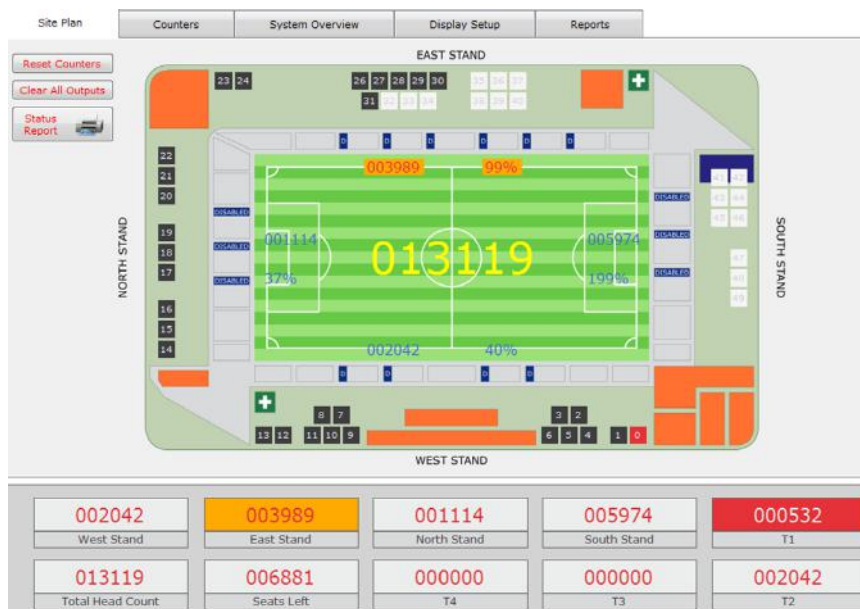 Site Plan
Counters
System Overview
Display Setup
Reports
Reset Counters
Clear All Outputs
Status
Report
EAST STAND
23 24
26 27 28 29 30
35 36 37
31 32 33 34
38 39 40
D D D D D D
003989 99%
22
21
20
19
18
17
16
15
14
NORTH STAND
DISABLED
DISABLED
DISABLED
001114
37%
013119
005974
199%
002042 40%
DISABLED
DISABLED
DISABLED
41 42
43 44
45 46
47
48
49
SOUTH STAND
D D D D
8 7
3 2
13 12
11 10 9
6 5 4
1 0
WEST STAND
002042
West Stand
003989
East Stand
001114
North Stand
005974
South Stand
000532
T1
013119
Total Head Count
006881
Seats Left
000000
T4
000000
T3
002042
T2